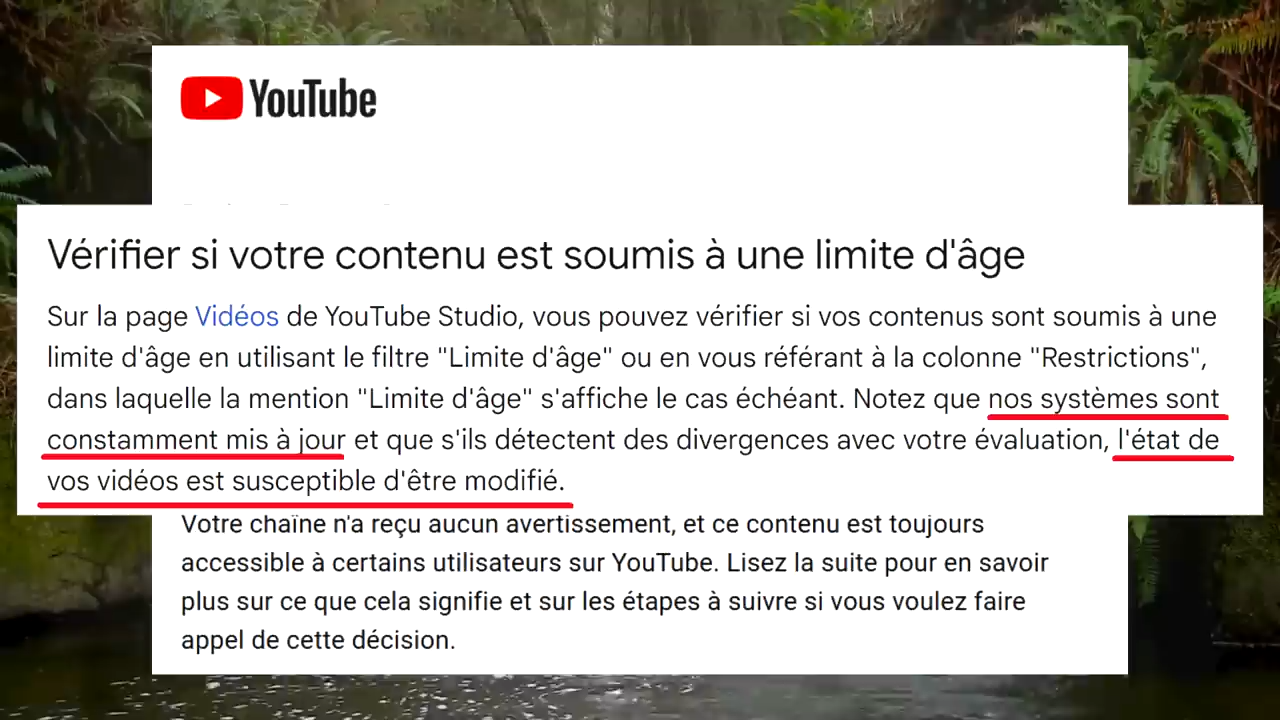 YouTube
Vérifier si votre contenu est soumis à une limite d'âge
Sur la page Vidéos de YouTube Studio, vous pouvez vérifier si vos contenus sont soumis à une
limite d'âge en utilisant le filtre "Limite d'âge" ou en vous référant à la colonne "Restrictions",
dans laquelle la mention "Limite d'âge" s'affiche le cas échéant. Notez que nos systèmes sont
constamment mis à jour et que s'ils détectent des divergences avec votre évaluation, l'état de
vos vidéos est susceptible d'être modifié.
Votre chaîne n'a reçu aucun avertissement, et ce contenu est toujours
accessible à certains utilisateurs sur YouTube. Lisez la suite pour en savoir
plus sur ce que cela signifie et sur les étapes à suivre si vous voulez faire
appel de cette décision.